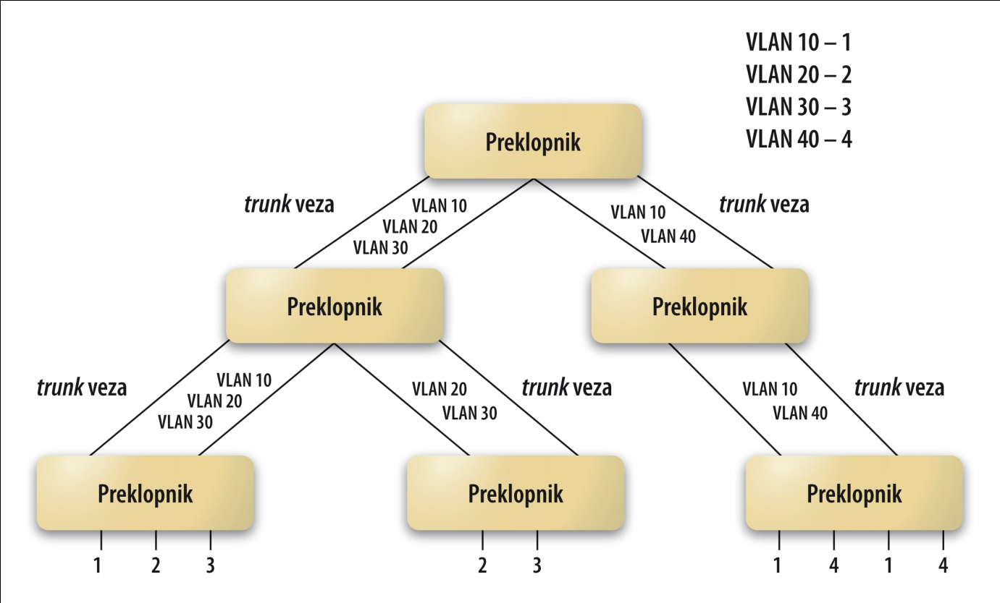 VLAN 10 – 1
VLAN 20 – 2
VLAN 30 – 3
VLAN 40 – 4
Preklopnik
trunk veza
VLAN 10
VLAN 20
VLAN 30
VLAN 10
VLAN 40
trunk veza
Preklopnik
Preklopnik
trunk veza
VLAN 10
VLAN 20
VLAN 30
VLAN 20
VLAN 30
trunk veza
VLAN 10
VLAN 40
trunk veza
Preklopnik
Preklopnik
Preklopnik
1 2 3
2 3
1 4 1 4